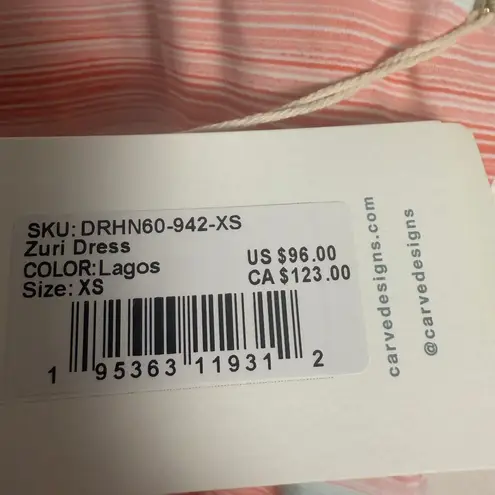 SKU: DRHN60-942-XS
Zuri Dress
COLOR:Lagos
Size: XS
US $96.00
CA $123.00
1 95363 11931 2
carvedesigns.com
@carvedesigns